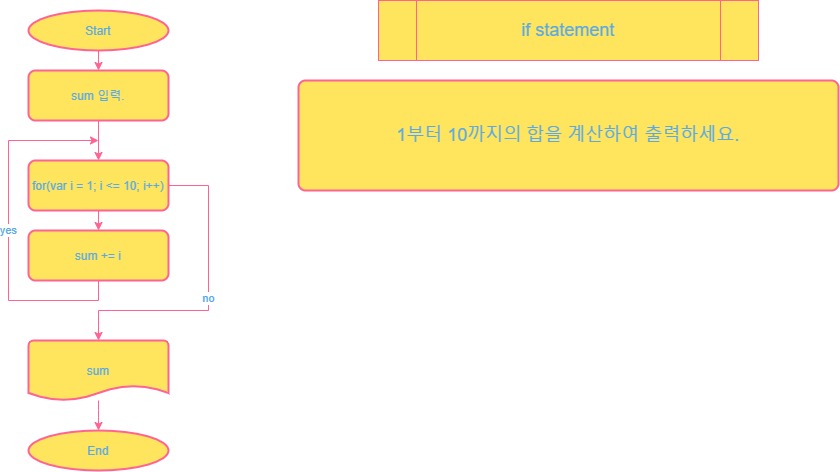 Start
sum 입력.
for(var i = 1; i <= 10; i++)
yes
sum += i
no
sum
End
if statement
1부터 10까지의 합을 계산하여 출력하세요.